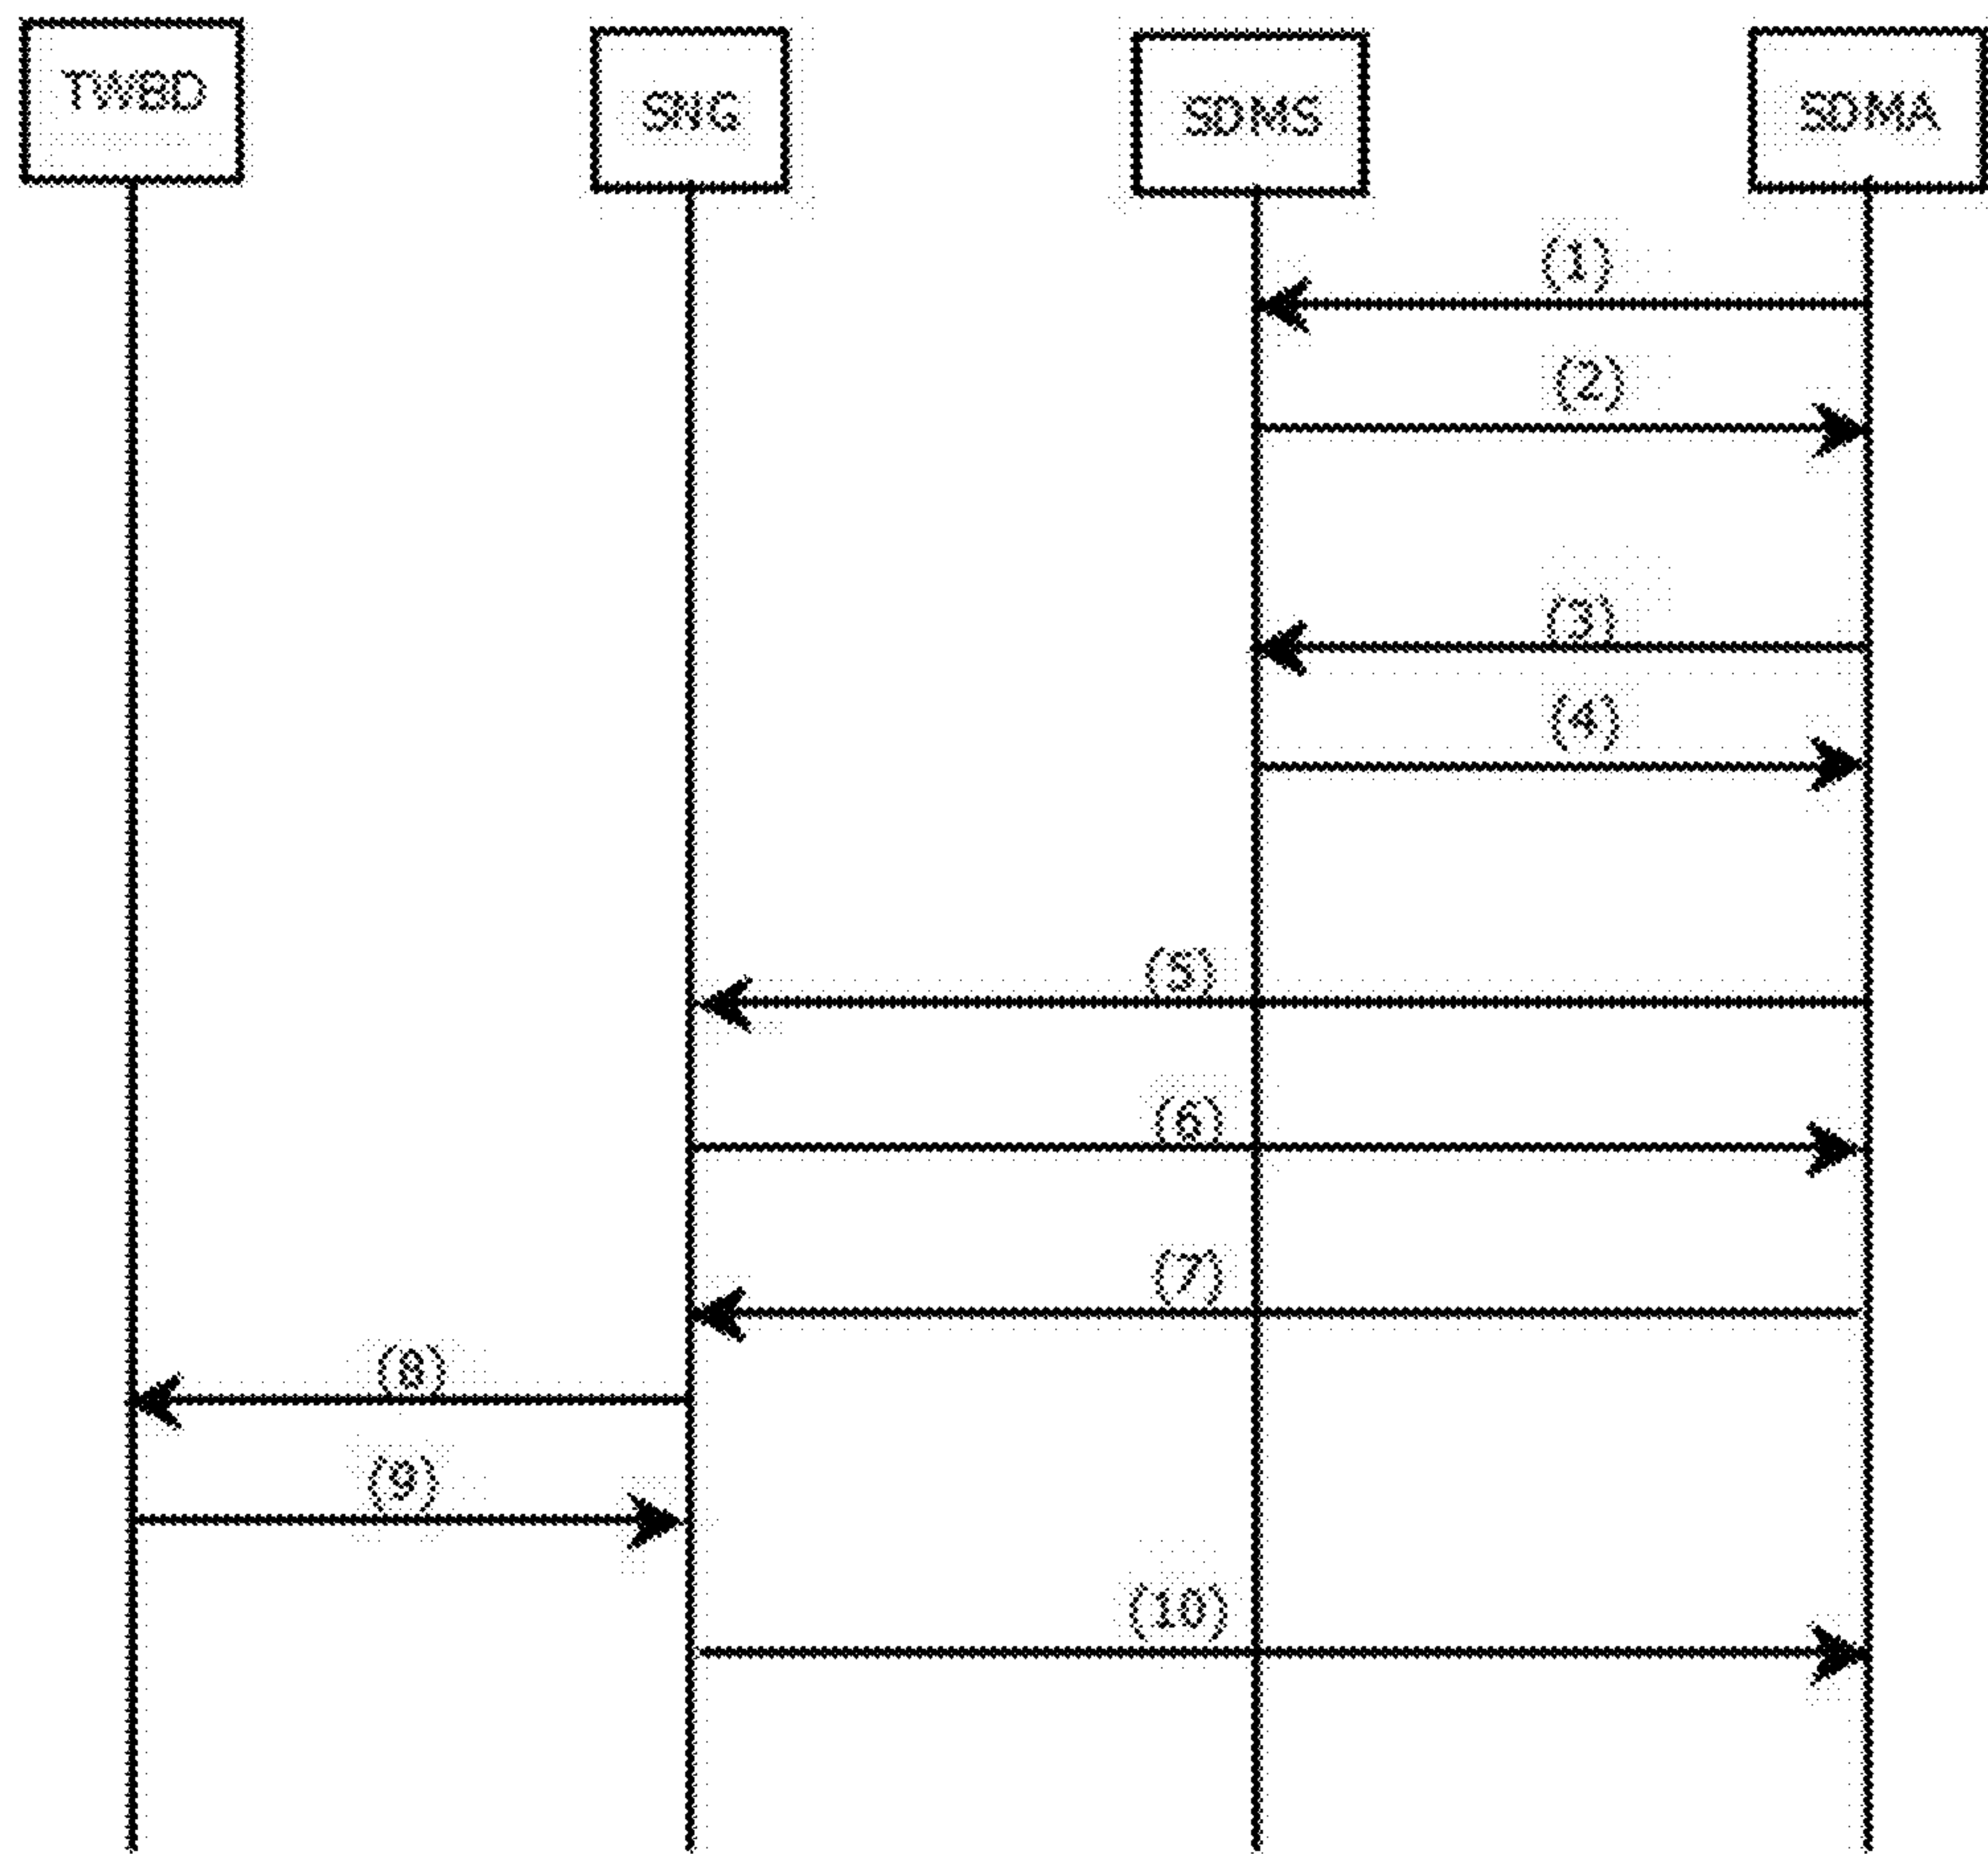 TWBD
SNG
SDMS
SDMA
(1)
(2)
(3)
(4)
(5)
(6)
(7)
(8)
(9)
(10)